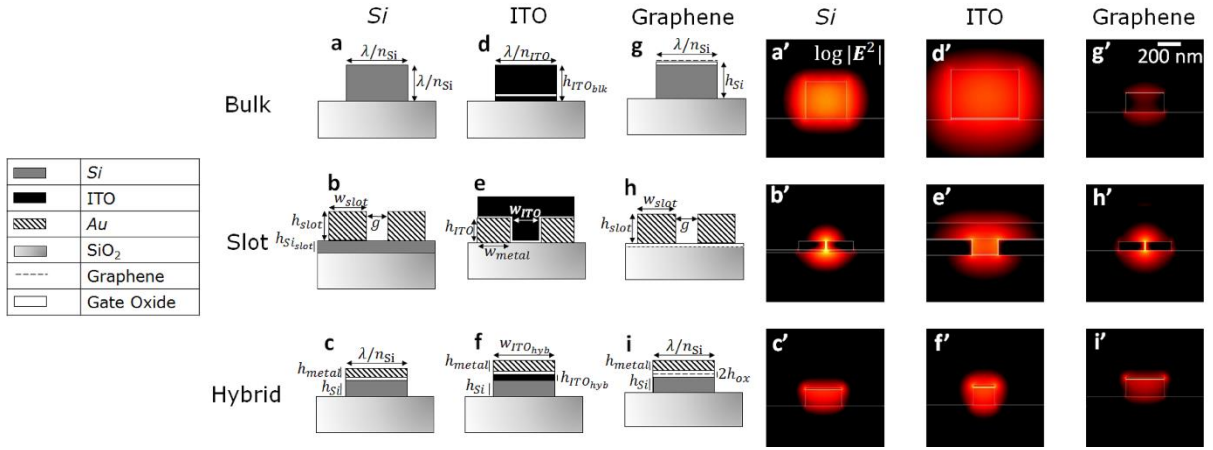 Si ITO Graphene Si ITO Graphene
Bulk
a
λ/n_Si
λ/n_Si
d
λ/n_ITO
h_ITO_blk
g
λ/n_Si
h_Si
a’
log|E²|
d’
g’
200 nm
Si
ITO
Au
SiO₂
Graphene
Gate Oxide
Slot
b
w_slot
h_slot
g
h_Si_slot
e
w_ITO
h_ITO
w_metal
h
w_slot
h_slot
g
b’
e’
h’
Hybrid
c
λ/n_Si
h_metal
h_Si
f
w_ITO_hyb
h_metal
h_Si
h_ITO_hyb
i
λ/n_Si
h_metal
h_Si
2h_ox
c’
f’
i’